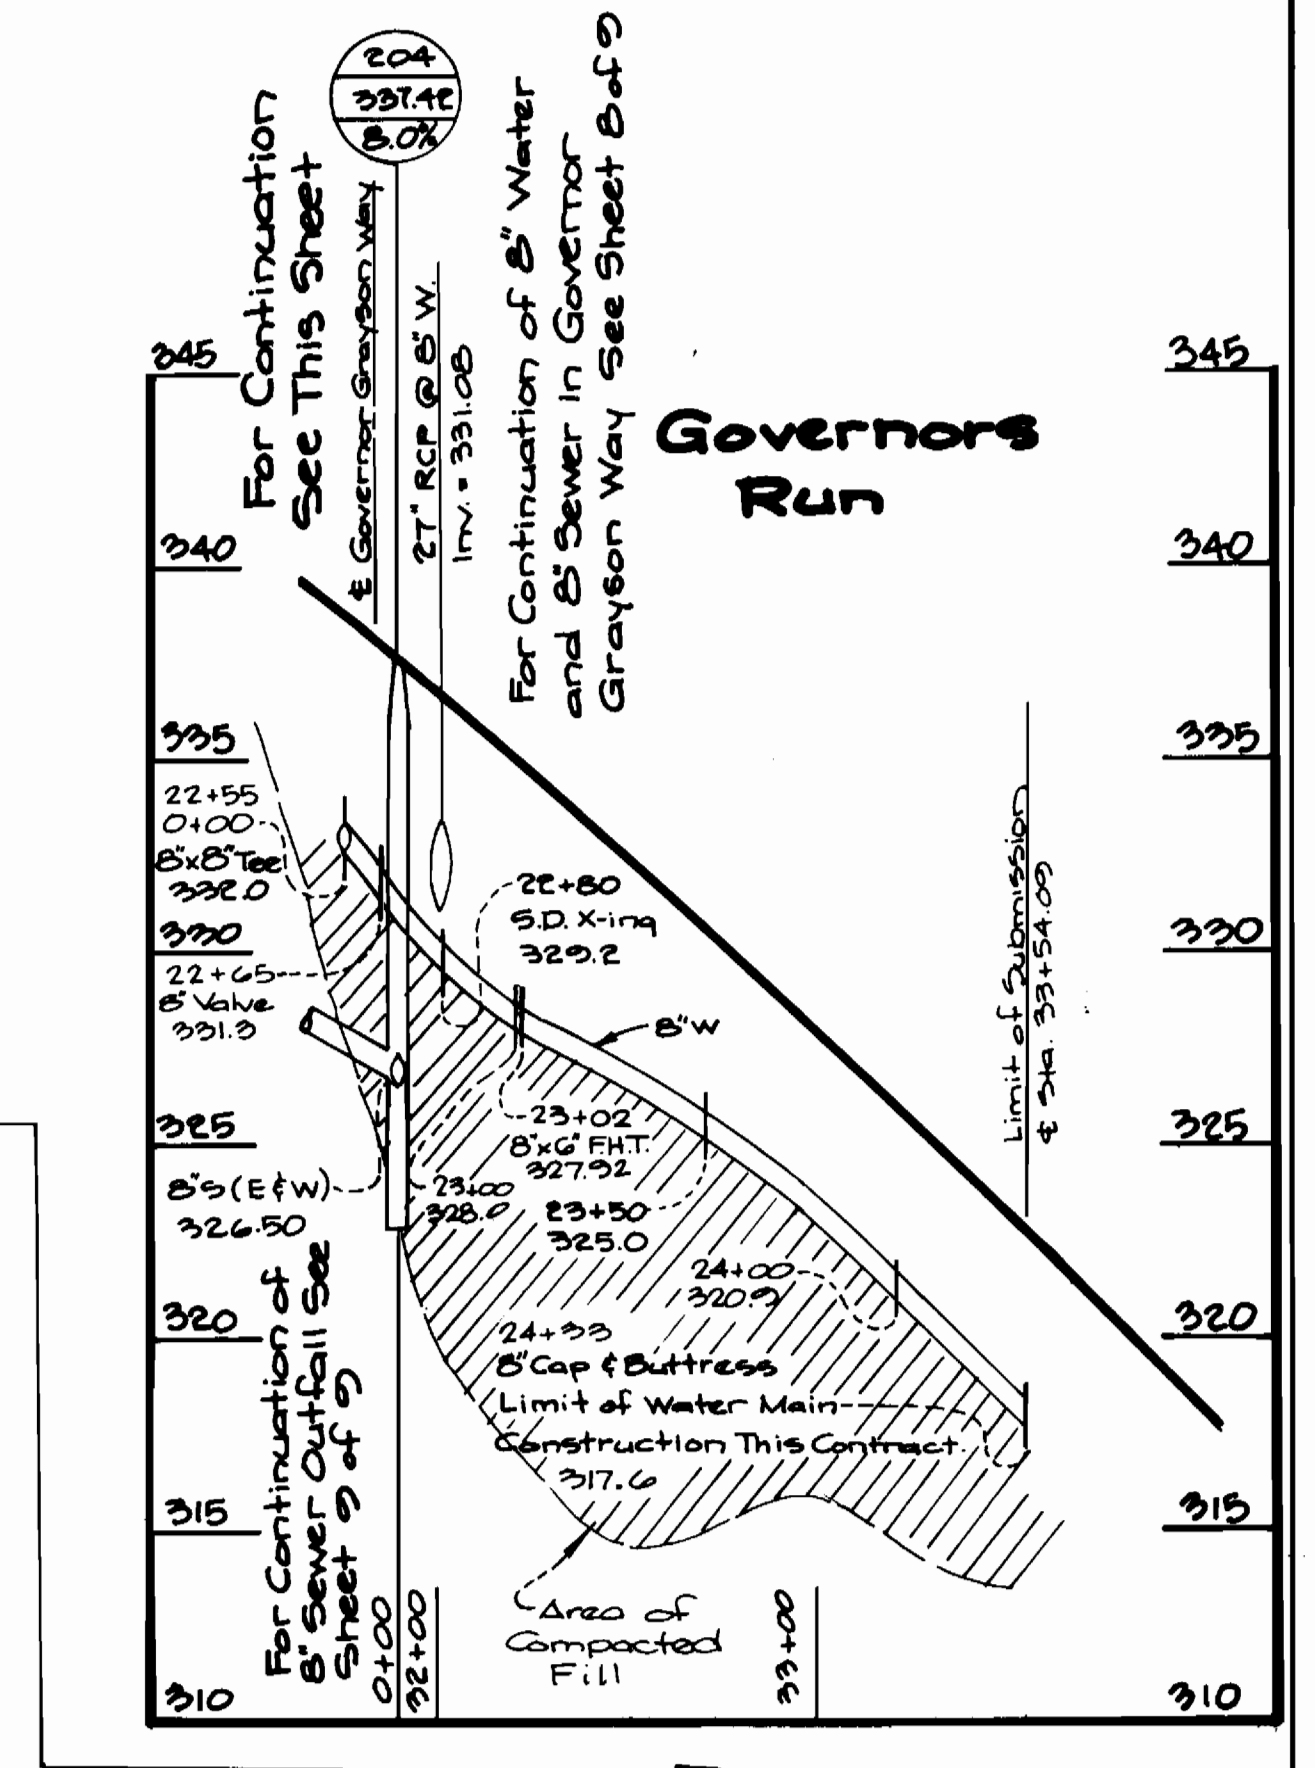 204
337.42
8.0%
For Continuation
See This Sheet
℄ Governor Grayson Way
27" RCP @ 8" W.
Inv. = 331.08
For Continuation of 8" Water
and 8" Sewer in Governor
Grayson Way See Sheet 8 of 9
Governors
Run
345
345
340
340
335
335
22+55
0+00
8"x8" Tee
332.0
330
330
22+65
8" Valve
331.3
22+80
S.D. X-ing
329.2
8"W
Limit of Submission
℄ Sta. 33+54.09
325
325
23+02
8"x6" F.H.T.
327.92
8"S (E & W)
326.50
23+00
328.0
23+50
325.0
24+00
320.9
320
320
24+33
8" Cap & Buttress
Limit of Water Main
Construction This Contract.
317.6
For Continuation of
8" Sewer Outfall See
Sheet 9 of 9
315
315
Area of
Compacted
Fill
0+00
32+00
33+00
310
310